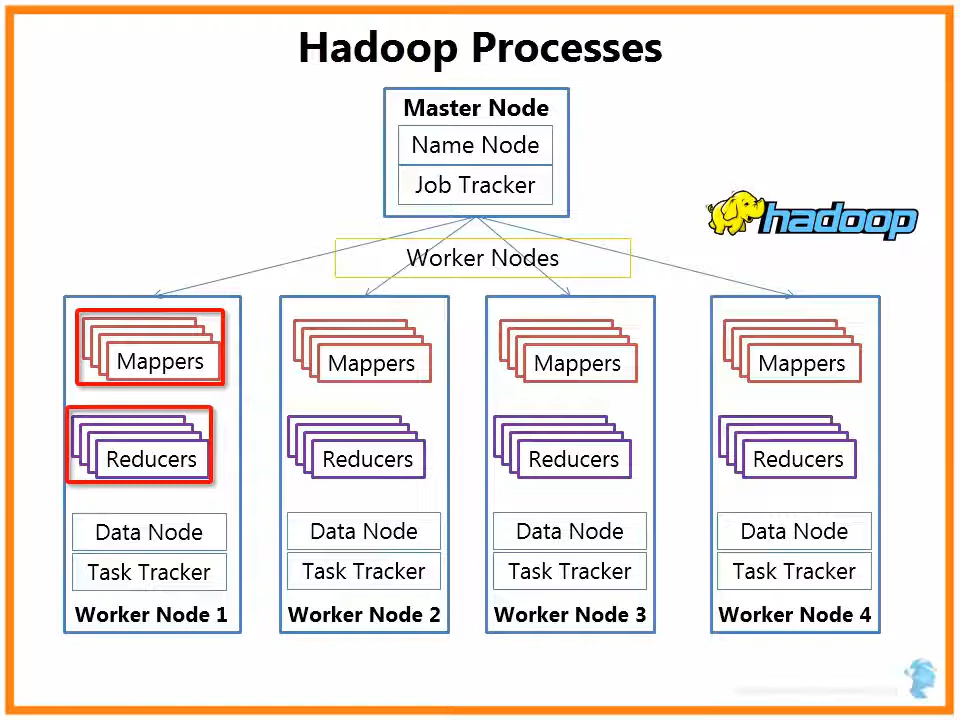 Hadoop Processes
Master Node
Name Node
Job Tracker
hadoop
Worker Nodes
Mappers
Mappers
Mappers
Mappers
Reducers
Reducers
Reducers
Reducers
Data Node
Data Node
Data Node
Data Node
Task Tracker
Task Tracker
Task Tracker
Task Tracker
Worker Node 1
Worker Node 2
Worker Node 3
Worker Node 4